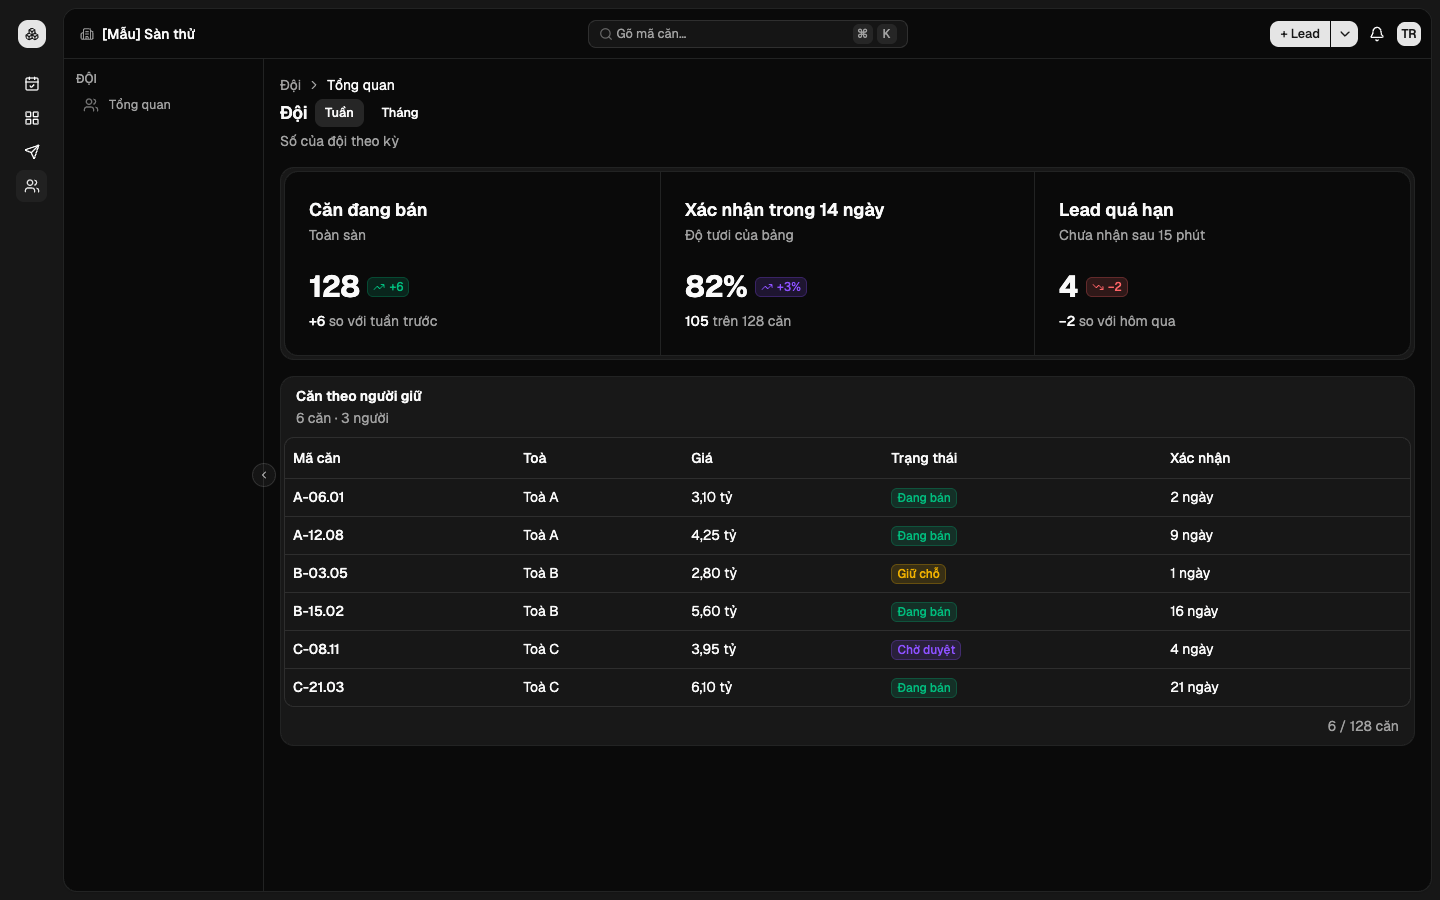 [Mẫu] Sàn thử
Gõ mã căn...
⌘ K
+ Lead
TR
ĐỘI
Tổng quan
Đội > Tổng quan
Đội Tuần Tháng
Số của đội theo kỳ
Căn đang bán
Toàn sàn
128 +6
+6 so với tuần trước
Xác nhận trong 14 ngày
Độ tươi của bảng
82% +3%
105 trên 128 căn
Lead quá hạn
Chưa nhận sau 15 phút
4 −2
−2 so với hôm qua
Căn theo người giữ
6 căn · 3 người
Mã căn Toà Giá Trạng thái Xác nhận
A-06.01 Toà A 3,10 tỷ Đang bán 2 ngày
A-12.08 Toà A 4,25 tỷ Đang bán 9 ngày
B-03.05 Toà B 2,80 tỷ Giữ chỗ 1 ngày
B-15.02 Toà B 5,60 tỷ Đang bán 16 ngày
C-08.11 Toà C 3,95 tỷ Chờ duyệt 4 ngày
C-21.03 Toà C 6,10 tỷ Đang bán 21 ngày
6 / 128 căn